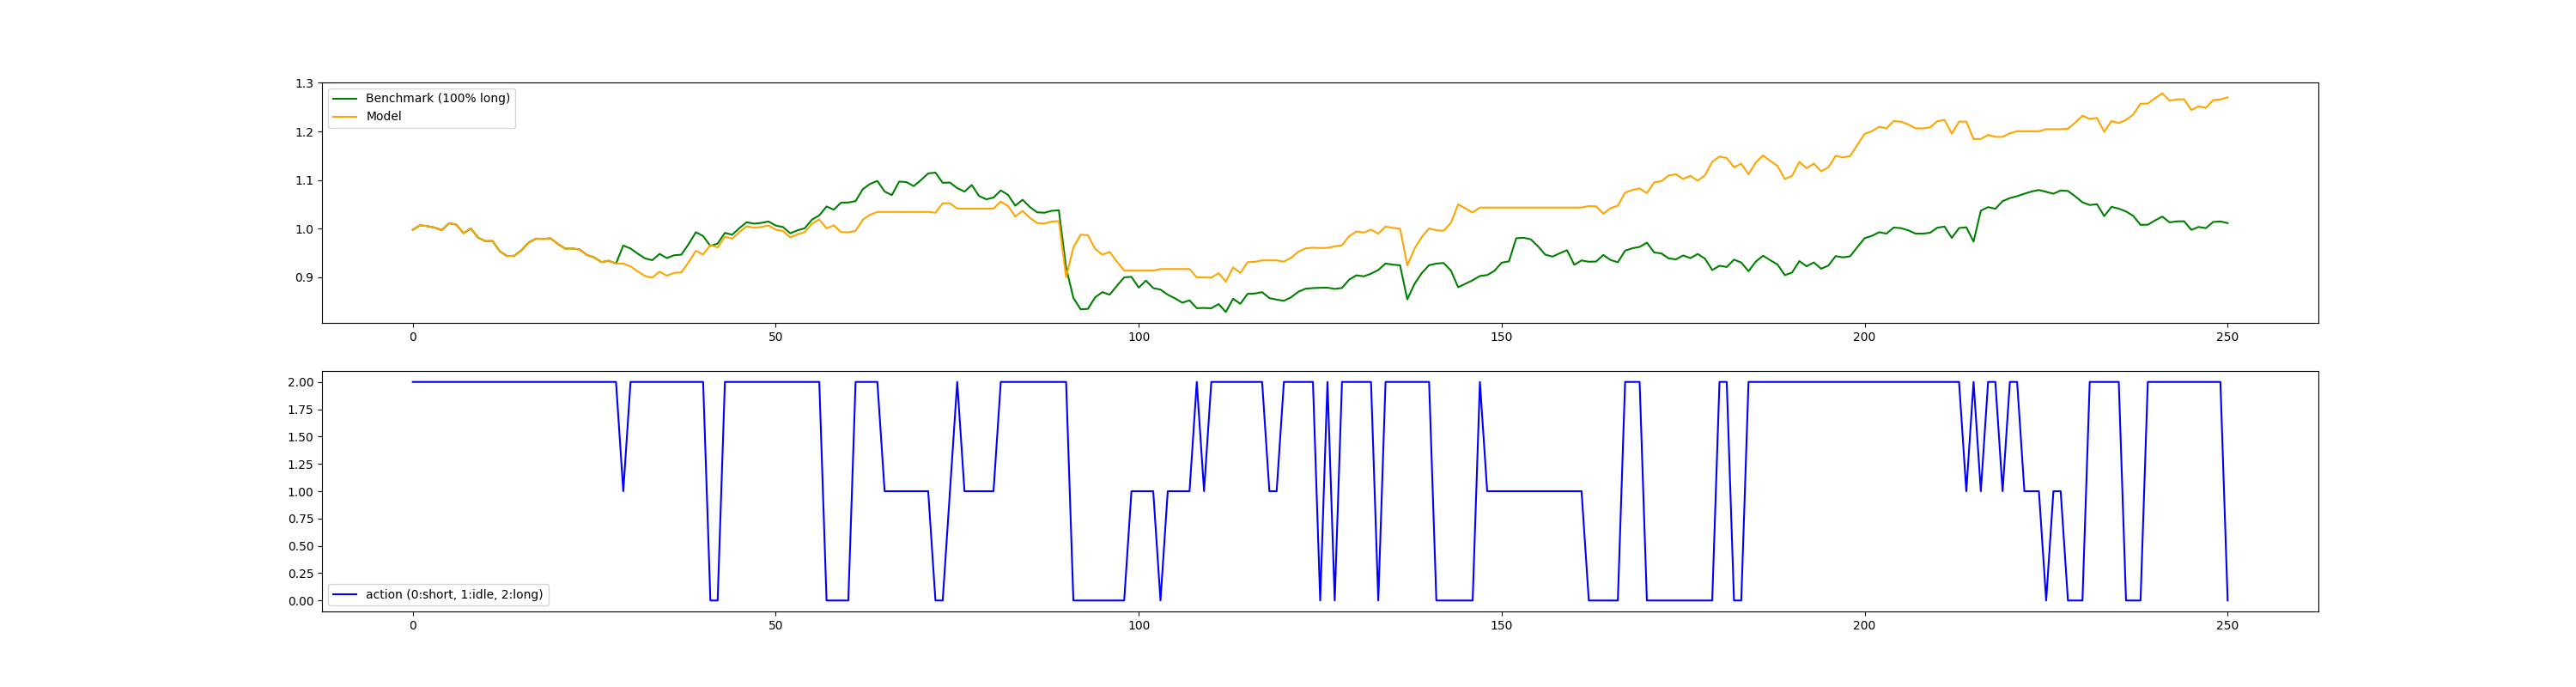 1.3
1.2
1.1
1.0
0.9
Benchmark (100% long)
Model
0 50 100 150 200 250
2.00
1.75
1.50
1.25
1.00
0.75
0.50
0.25
0.00
action (0:short, 1:idle, 2:long)
0 50 100 150 200 250